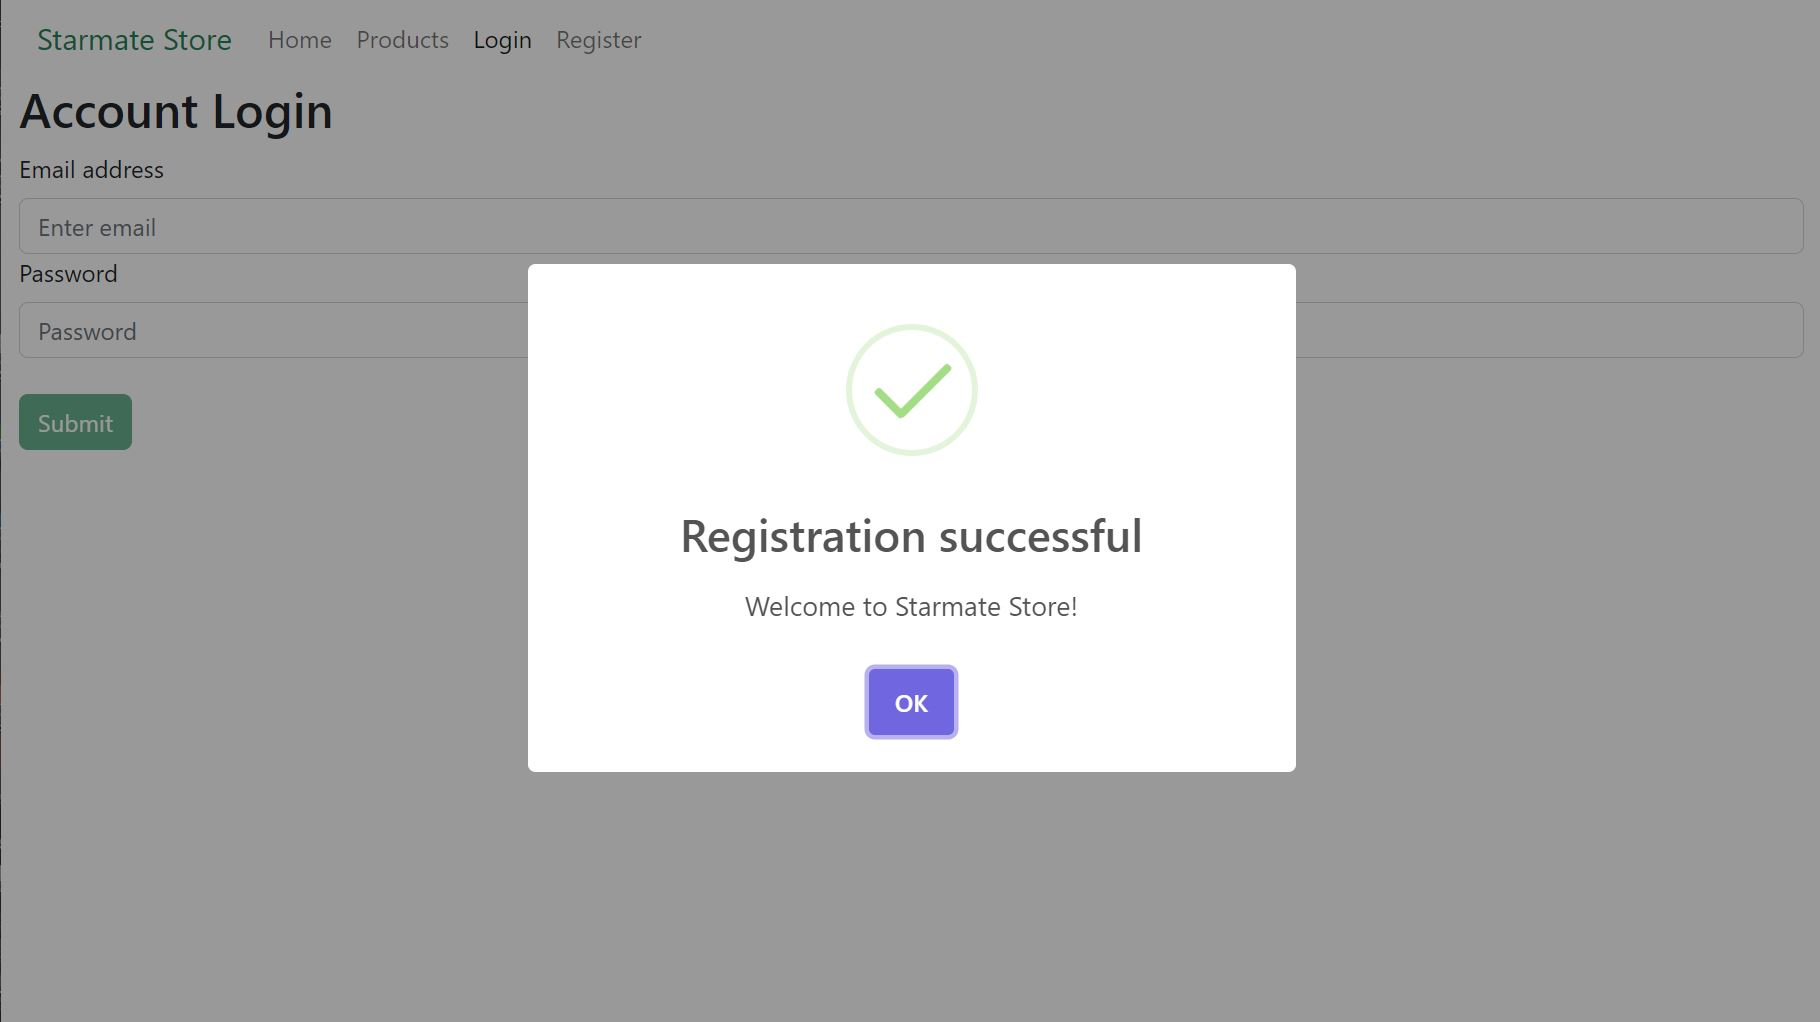 Starmate Store Home Products Login Register
Account Login
Email address
Enter email
Password
Password
Submit
Registration successful
Welcome to Starmate Store!
OK